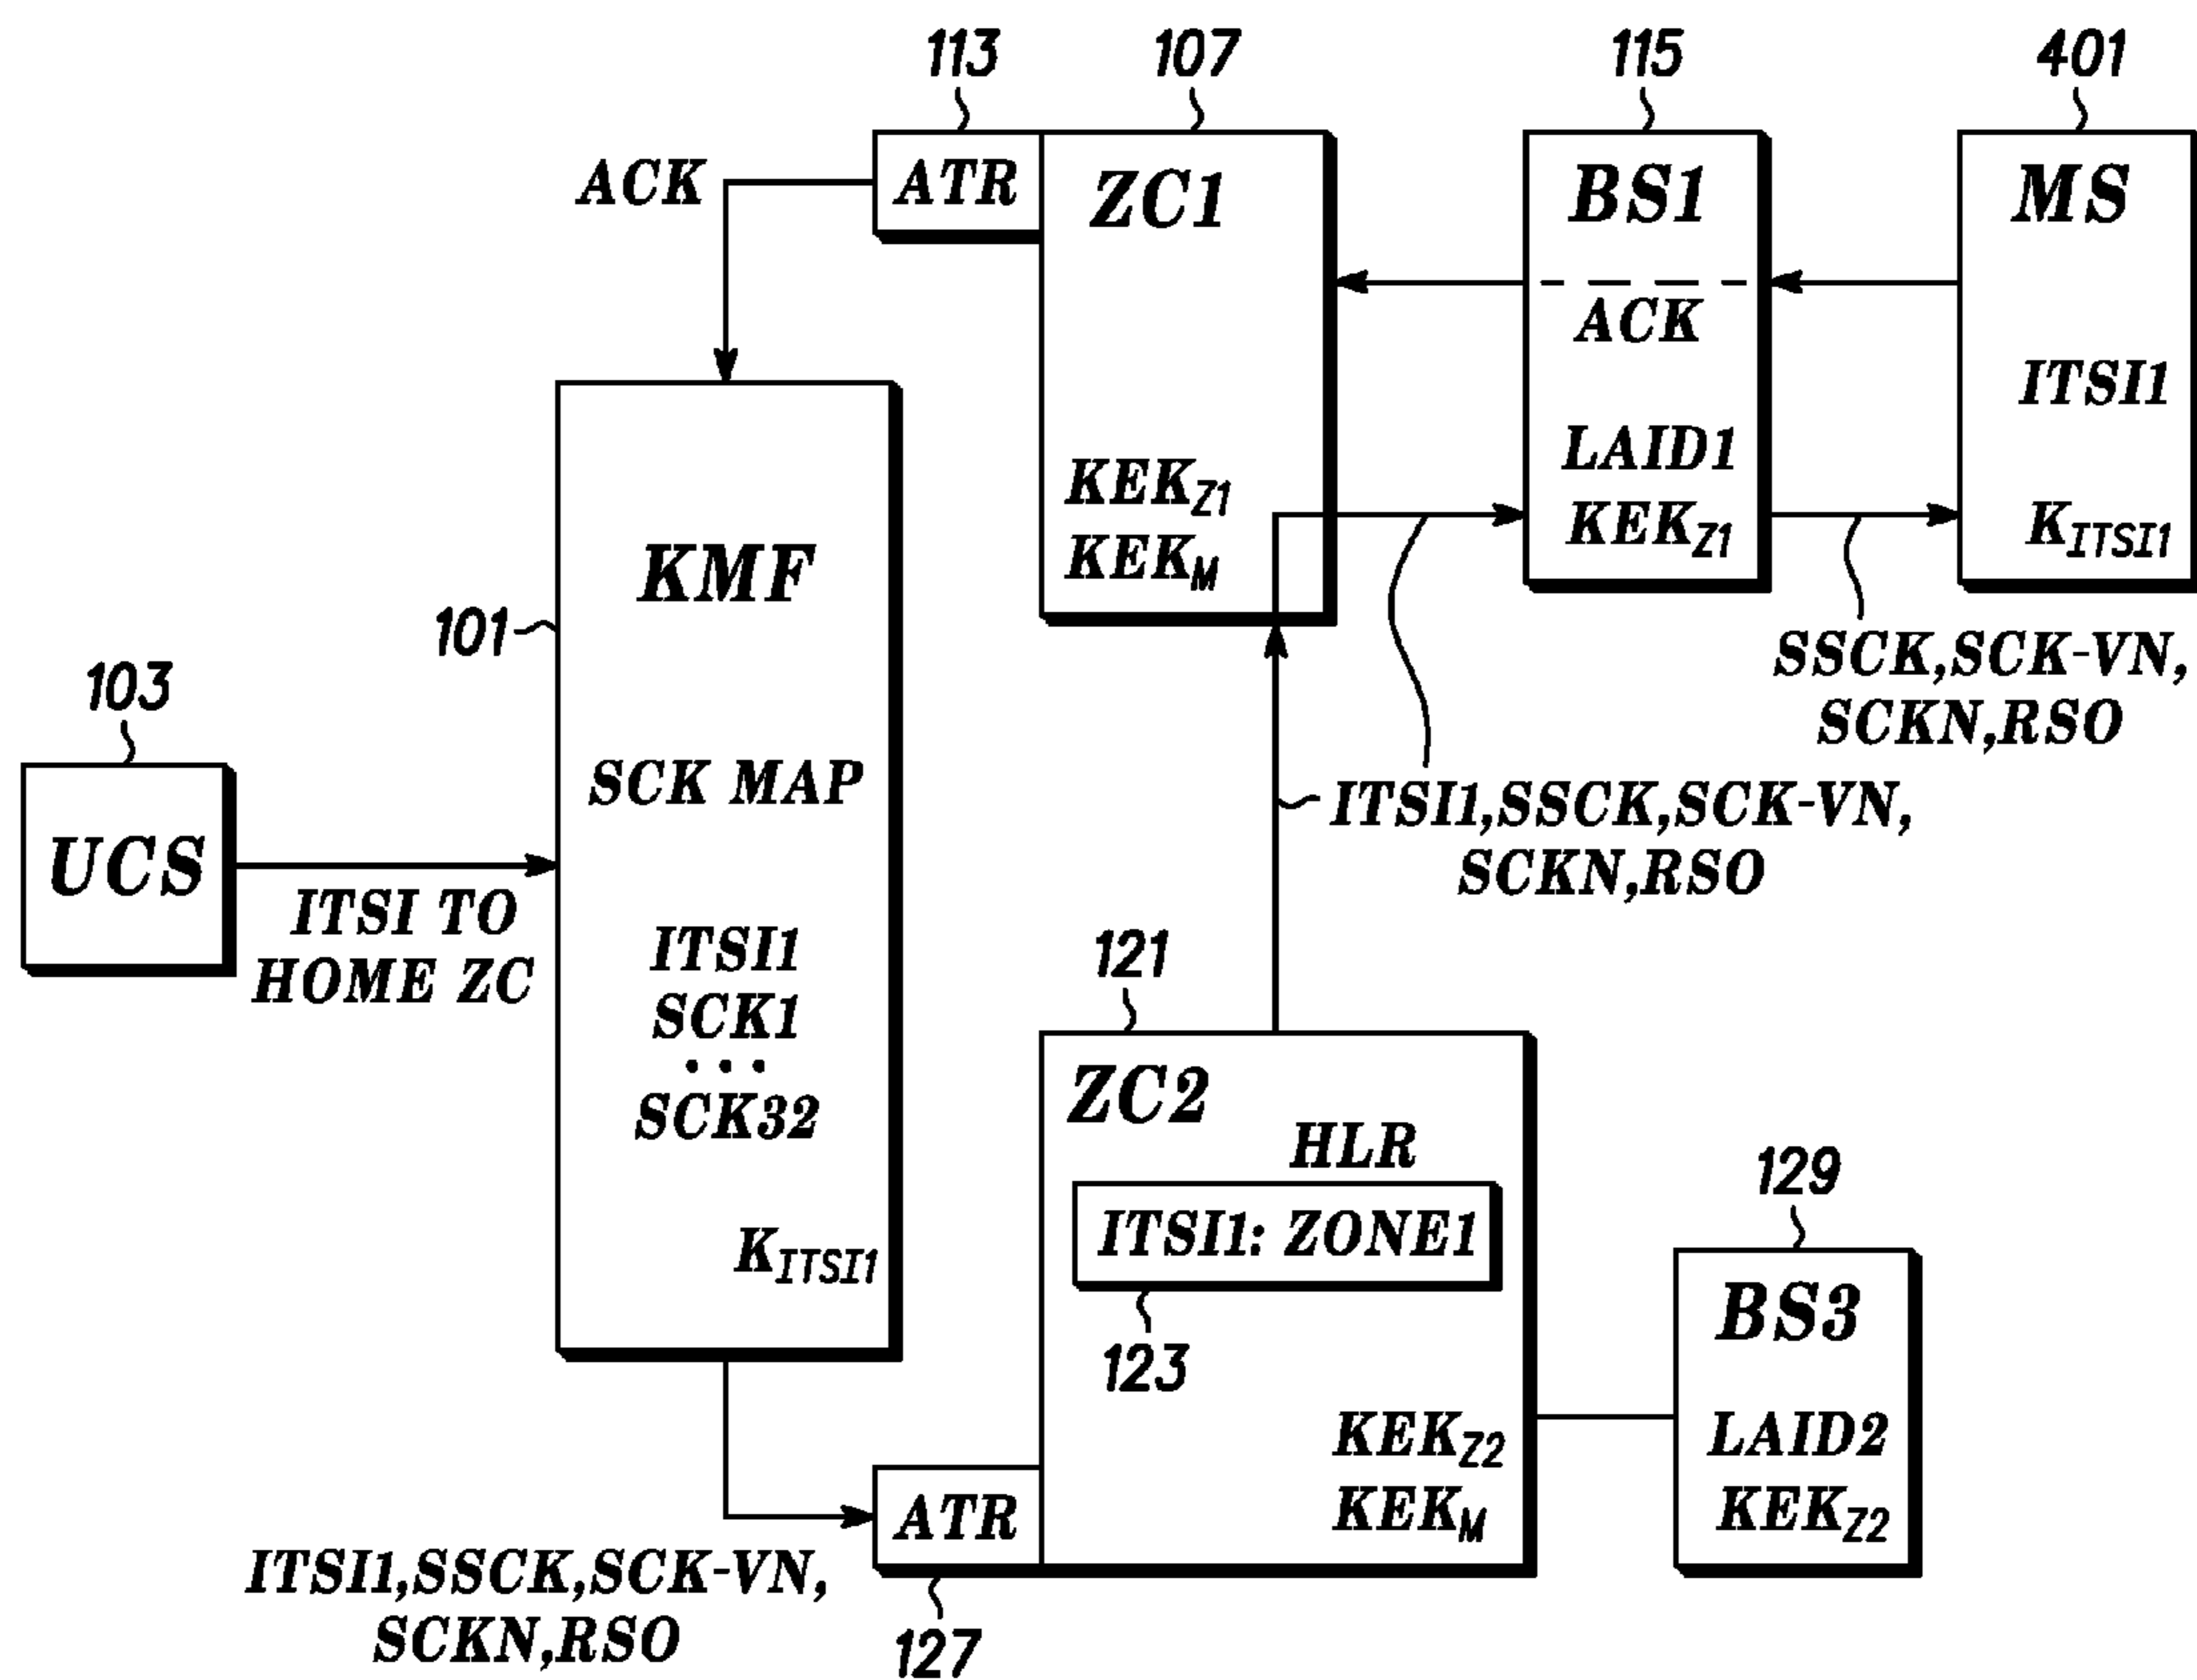 113
107
115
401
ACK
ATR
ZC1
KEKZ1
KEKM
BS1
ACK
LAID1
KEKZ1
MS
ITSI1
KITSI1
SSCK,SCK-VN,
SCKN,RSO
101
KMF
SCK MAP
ITSI1
SCK1
...
SCK32
KITSI1
103
UCS
ITSI TO
HOME ZC
ITSI1,SSCK,SCK-VN,
SCKN,RSO
121
ZC2
HLR
ITSI1: ZONE1
123
KEKZ2
KEKM
129
BS3
LAID2
KEKZ2
ATR
127
ITSI1,SSCK,SCK-VN,
SCKN,RSO